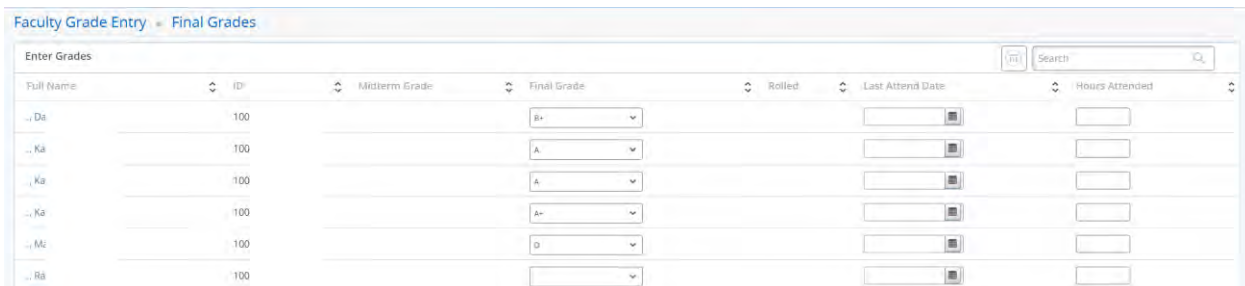 Faculty Grade Entry • Final Grades
Enter Grades Search
Full Name ID Midterm Grade Final Grade Rolled Last Attend Date Hours Attended
., Da 100 B+
., Ka 100 A
., Ka 100 A
., Ka 100 A+
., Ma 100 D
., Ra 100